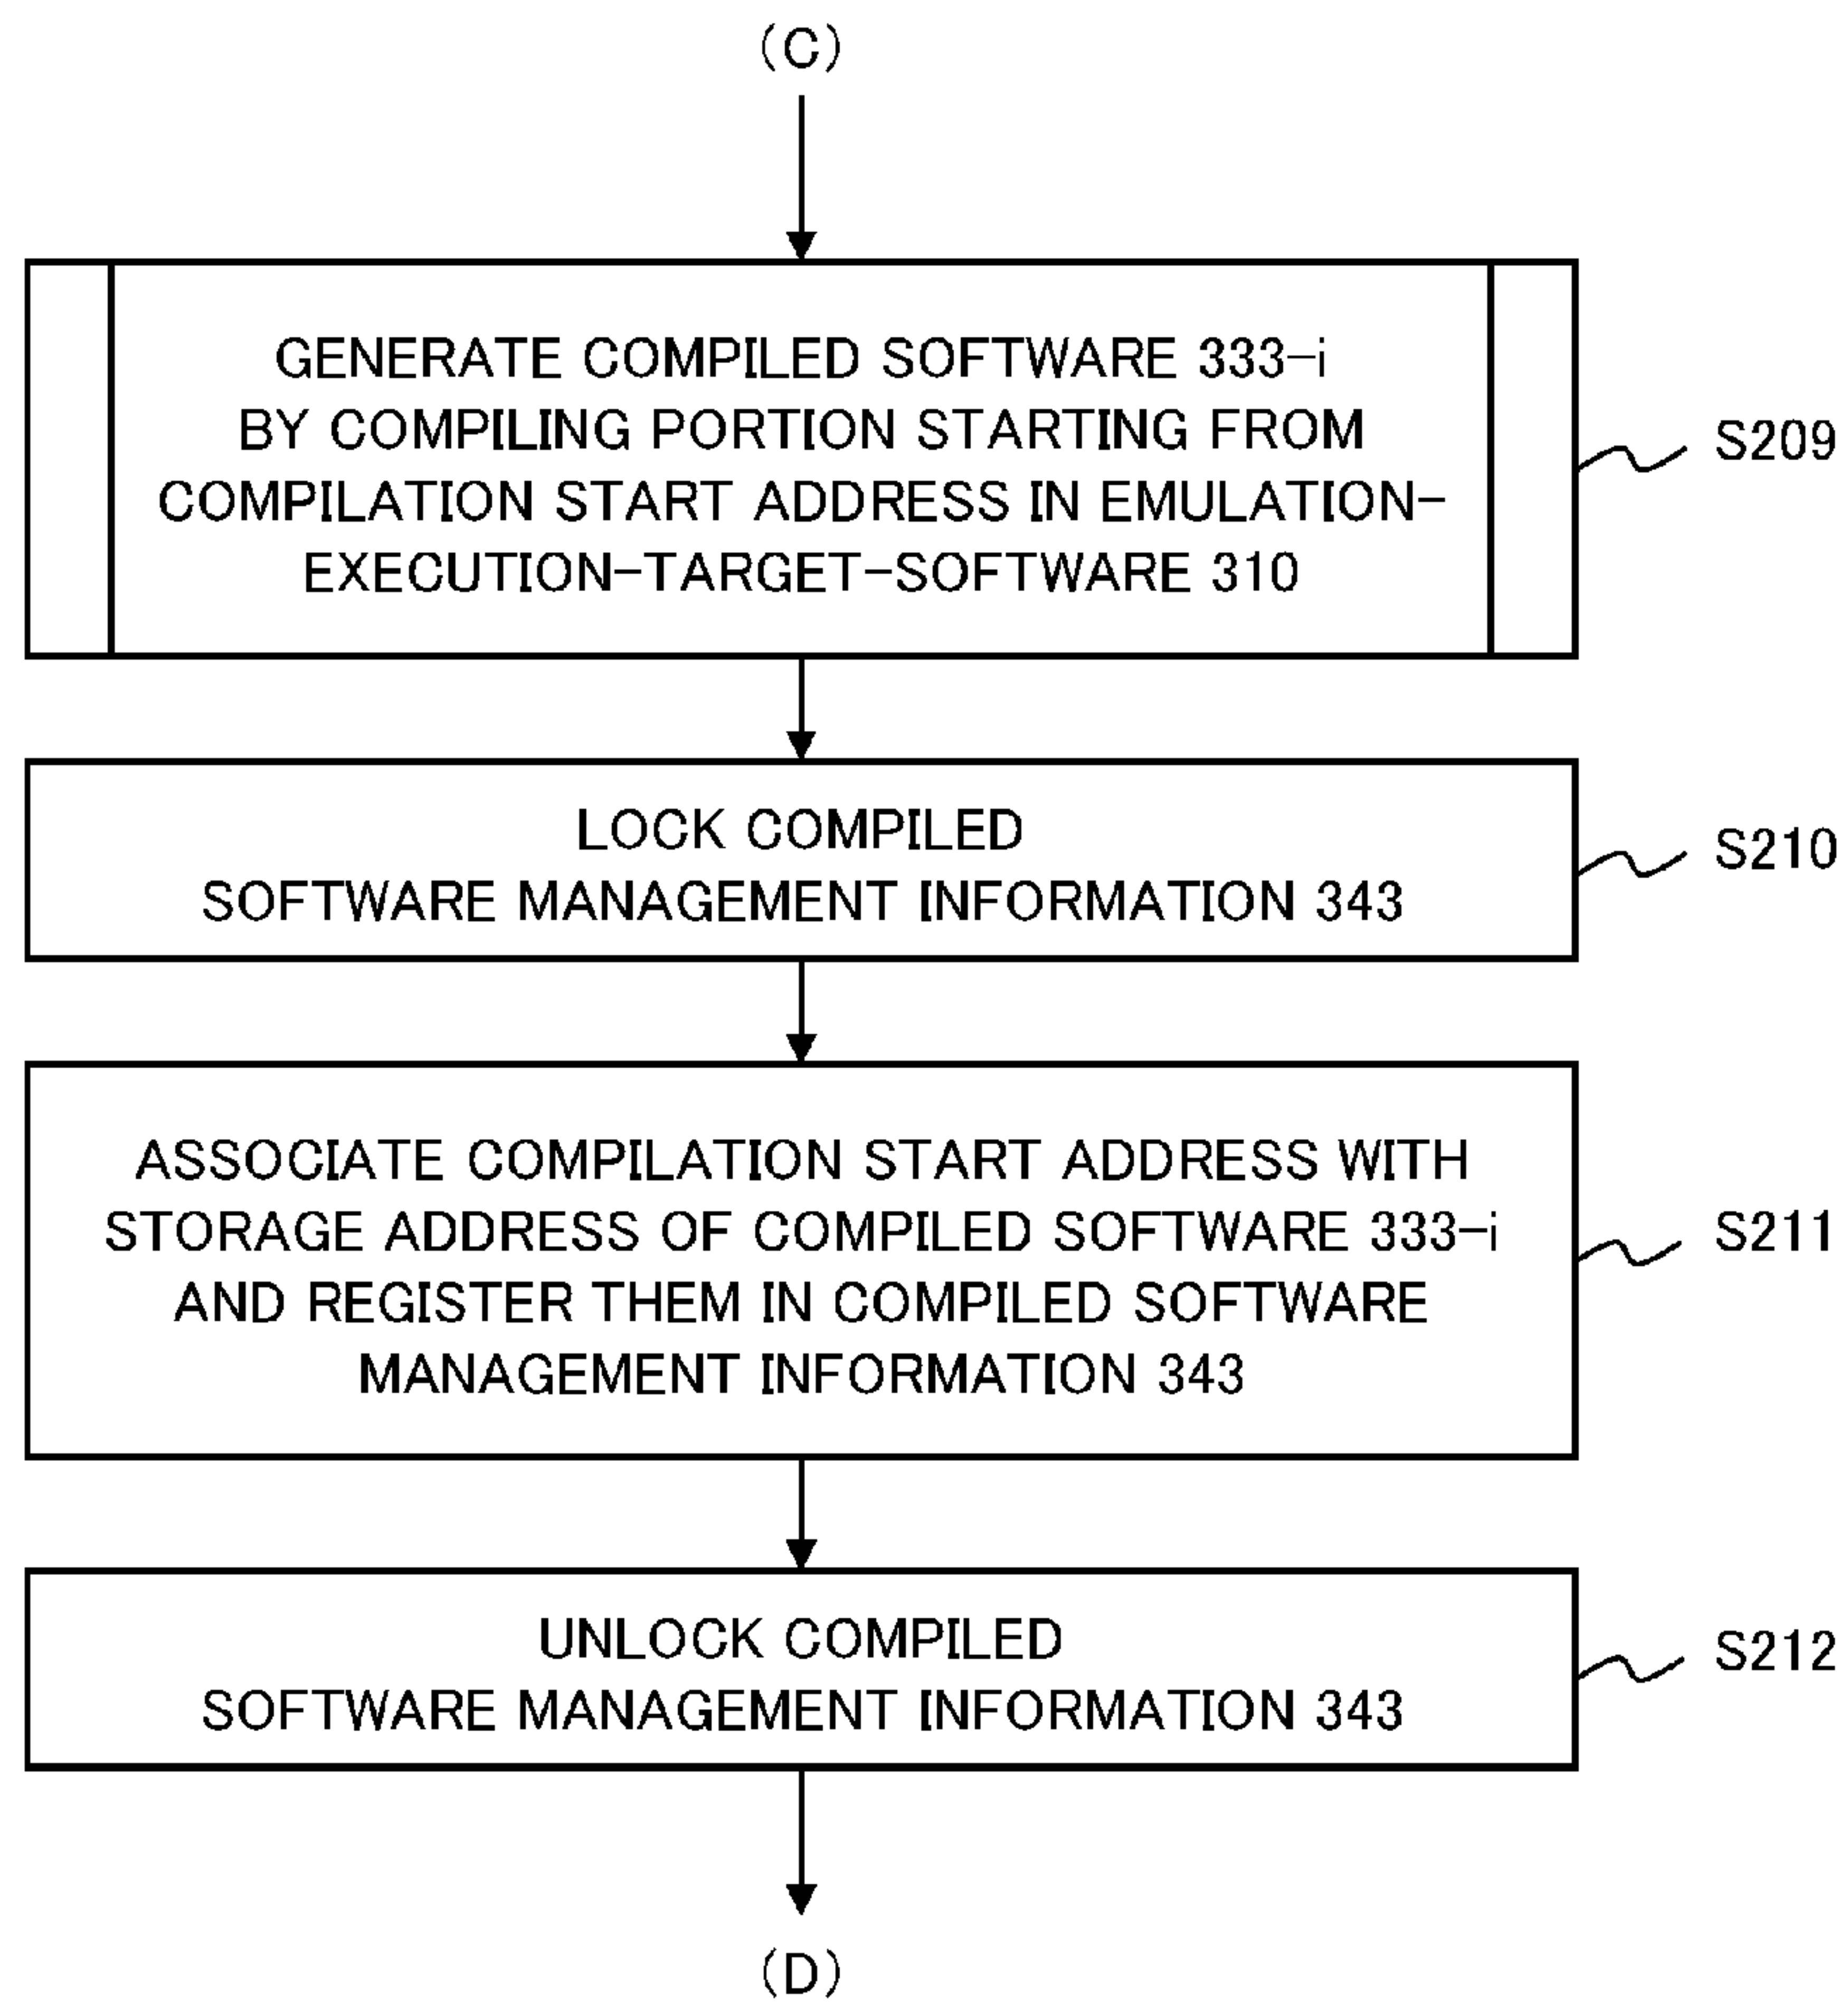 (C)
GENERATE COMPILED SOFTWARE 333-i
BY COMPILING PORTION STARTING FROM
COMPILATION START ADDRESS IN EMULATION-
EXECUTION-TARGET-SOFTWARE 310
S209
LOCK COMPILED
SOFTWARE MANAGEMENT INFORMATION 343
S210
ASSOCIATE COMPILATION START ADDRESS WITH
STORAGE ADDRESS OF COMPILED SOFTWARE 333-i
AND REGISTER THEM IN COMPILED SOFTWARE
MANAGEMENT INFORMATION 343
S211
UNLOCK COMPILED
SOFTWARE MANAGEMENT INFORMATION 343
S212
(D)